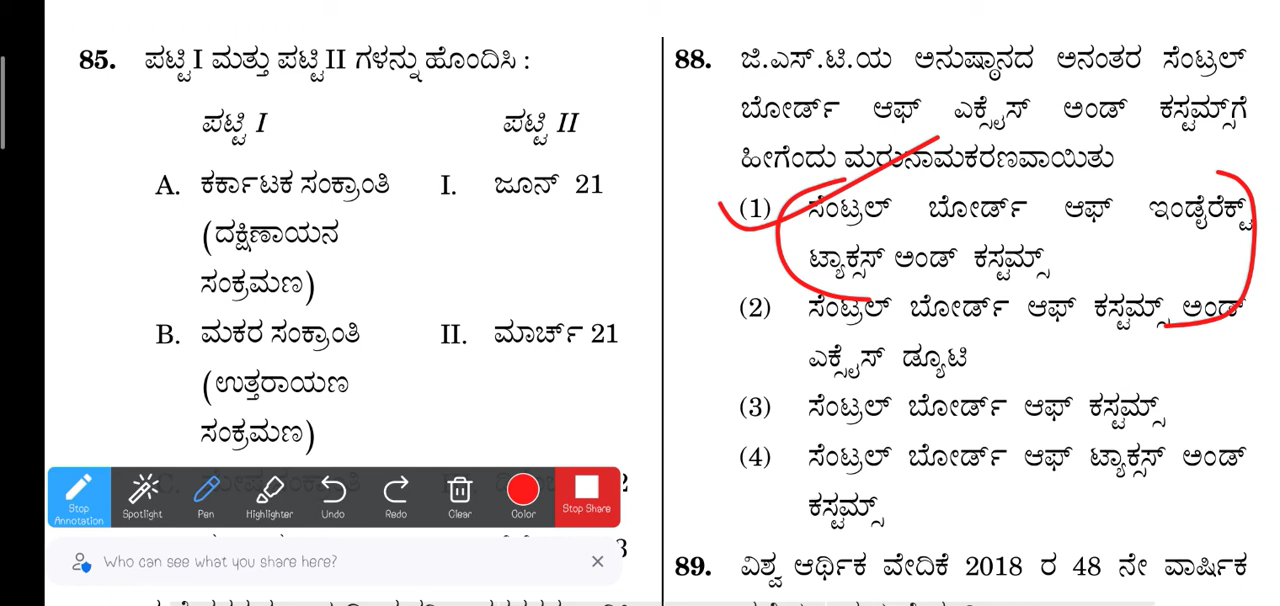 85. ಪಟ್ಟಿ I ಮತ್ತು ಪಟ್ಟಿ II ಗಳನ್ನು ಹೊಂದಿಸಿ :
ಪಟ್ಟಿ I ಪಟ್ಟಿ II
A. ಕರ್ಕಾಟಕ ಸಂಕ್ರಾಂತಿ I. ಜೂನ್ 21
(ದಕ್ಷಿಣಾಯನ
ಸಂಕ್ರಮಣ)
B. ಮಕರ ಸಂಕ್ರಾಂತಿ II. ಮಾರ್ಚ್ 21
(ಉತ್ತರಾಯಣ
ಸಂಕ್ರಮಣ)
Stop Annotation
Spotlight
Pen
Highlighter
Undo
Redo
Clear
Color
Stop Share
Who can see what you share here?
88. ಜಿ.ಎಸ್.ಟಿ.ಯ ಅನುಷ್ಠಾನದ ಅನಂತರ ಸೆಂಟ್ರಲ್
ಬೋರ್ಡ್ ಆಫ್ ಎಕ್ಸೈಸ್ ಅಂಡ್ ಕಸ್ಟಮ್ಸ್‌ಗೆ
ಹೀಗೆಂದು ಮರುನಾಮಕರಣವಾಯಿತು
(1) ಸೆಂಟ್ರಲ್ ಬೋರ್ಡ್ ಆಫ್ ಇಂಡೈರೆಕ್ಟ್
ಟ್ಯಾಕ್ಸಸ್ ಅಂಡ್ ಕಸ್ಟಮ್ಸ್
(2) ಸೆಂಟ್ರಲ್ ಬೋರ್ಡ್ ಆಫ್ ಕಸ್ಟಮ್ಸ್ ಅಂಡ್
ಎಕ್ಸೈಸ್ ಡ್ಯೂಟಿ
(3) ಸೆಂಟ್ರಲ್ ಬೋರ್ಡ್ ಆಫ್ ಕಸ್ಟಮ್ಸ್
(4) ಸೆಂಟ್ರಲ್ ಬೋರ್ಡ್ ಆಫ್ ಟ್ಯಾಕ್ಸಸ್ ಅಂಡ್
ಕಸ್ಟಮ್ಸ್
89. ವಿಶ್ವ ಆರ್ಥಿಕ ವೇದಿಕೆ 2018 ರ 48 ನೇ ವಾರ್ಷಿಕ